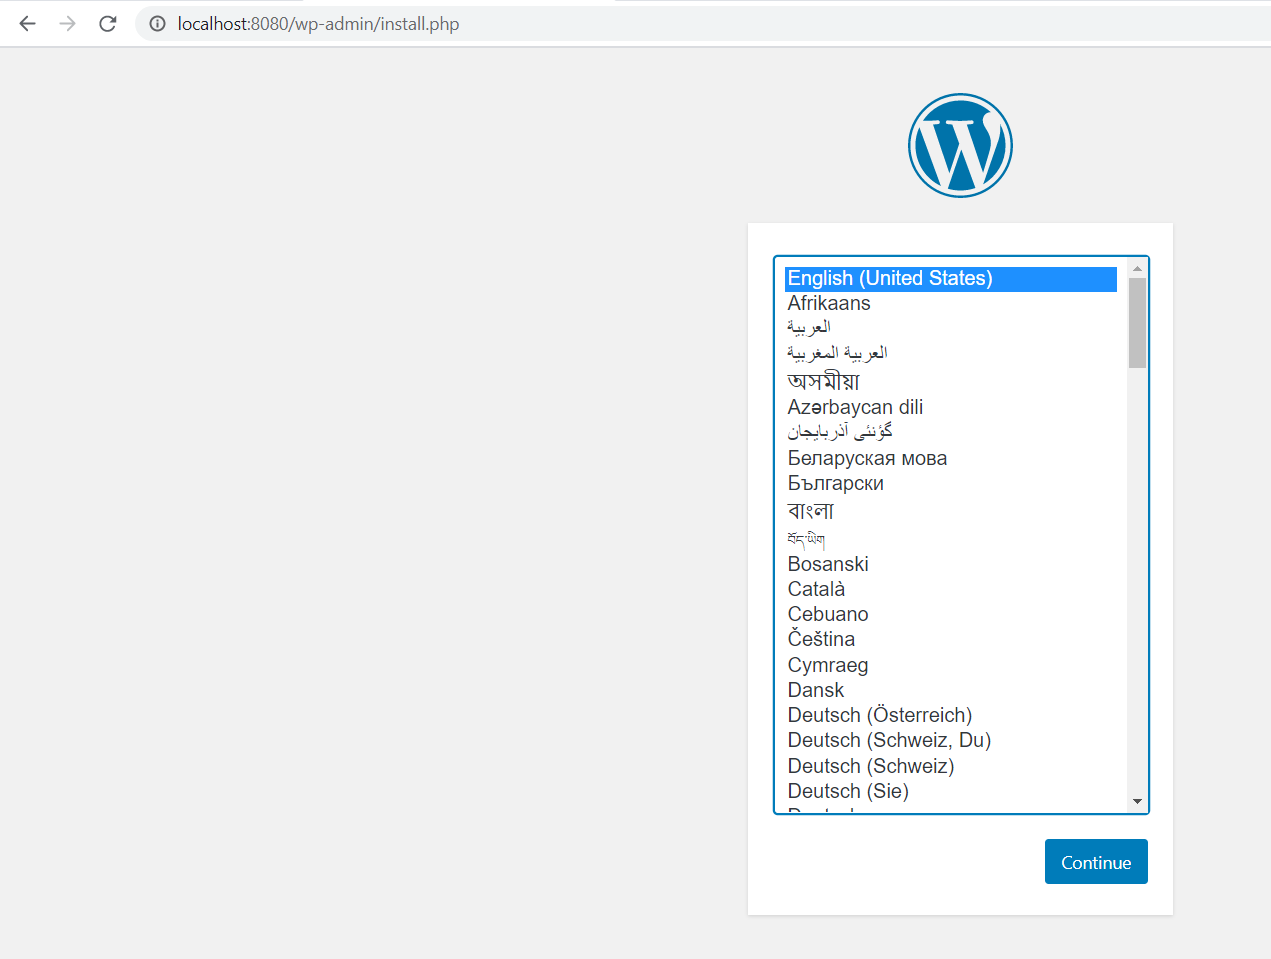 localhost:8080/wp-admin/install.php
English (United States)
Afrikaans
العربية
العربية المغربية
অসমীয়া
Azərbaycan dili
گؤنئی آذربایجان
Беларуская мова
Български
বাংলা
བོད་ཡིག
Bosanski
Català
Cebuano
Čeština
Cymraeg
Dansk
Deutsch (Österreich)
Deutsch (Schweiz, Du)
Deutsch (Schweiz)
Deutsch (Sie)
Continue